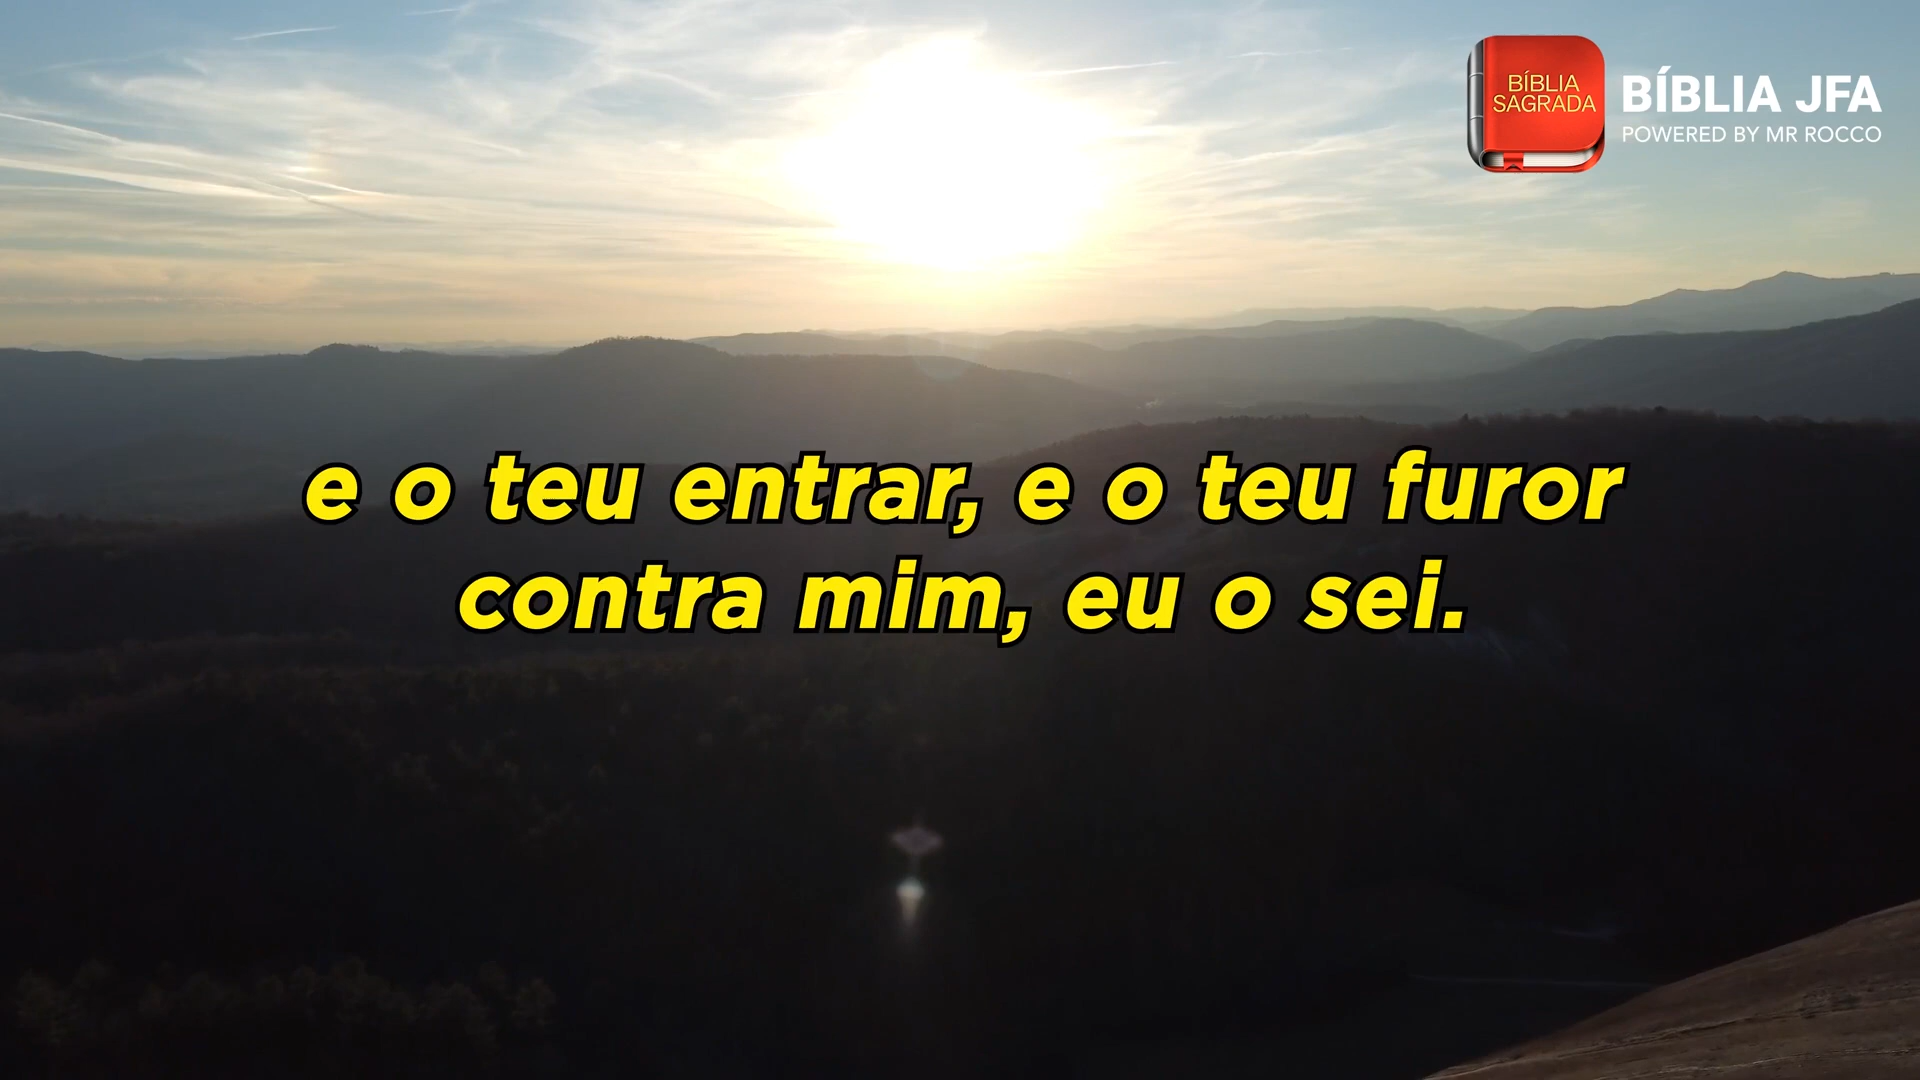 BÍBLIA
SAGRADA
BÍBLIA JFA
POWERED BY MR ROCCO
e o teu entrar, e o teu furor
contra mim, eu o sei.